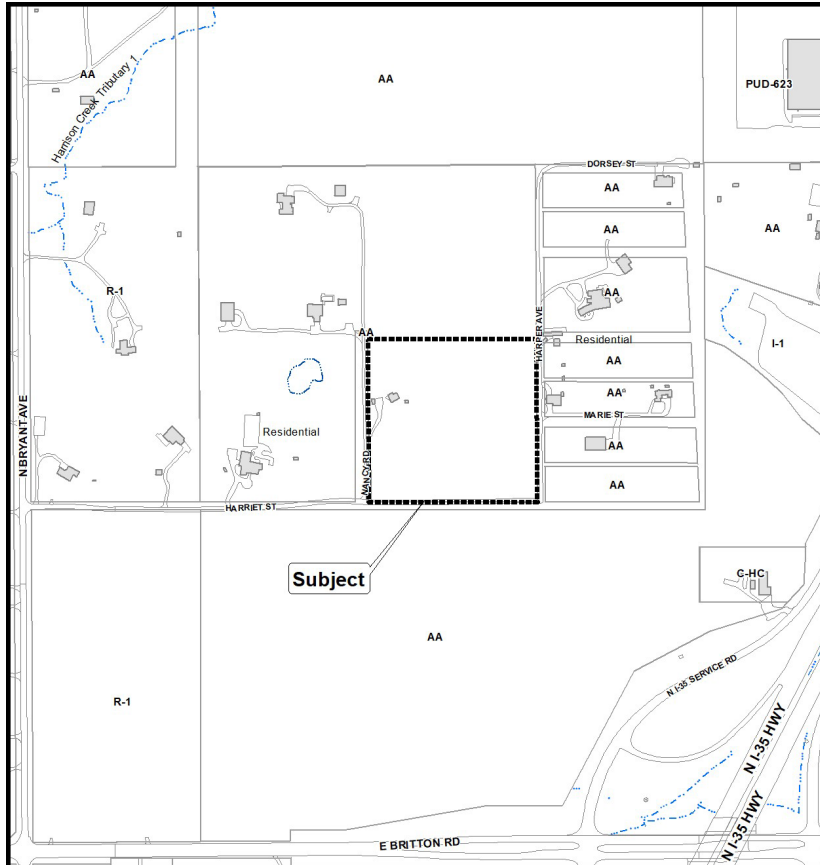 AA
Harrison Creek Tributary 1
AA
PUD-623
DORSEY ST
AA
AA
AA
AA
R-1
I-1
AA
HARPER AVE
Residential
AA
AA
MARIE ST
N BRYANT AVE
Residential
NANCY RD
AA
AA
HARRIET ST
Subject
C-HC
AA
N I-35 SERVICE RD
R-1
N I-35 HWY
N I-35 HWY
E BRITTON RD